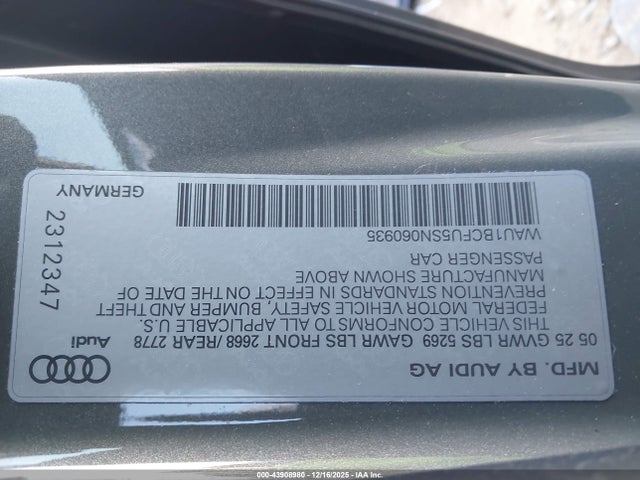 MFD. BY AUDI AG
05 25 GVWR LBS 5269 GAWR LBS FRONT 2668 /REAR 2778
THIS VEHICLE CONFORMS TO ALL APPLICABLE U.S.
FEDERAL MOTOR VEHICLE SAFETY, BUMPER AND THEFT
PREVENTION STANDARDS IN EFFECT ON THE DATE OF
MANUFACTURE SHOWN ABOVE
PASSENGER CAR
WAU1BCFU5SN060935
Audi
2312347
GERMANY
000-43908980 - 12/16/2025 - IAA Inc.